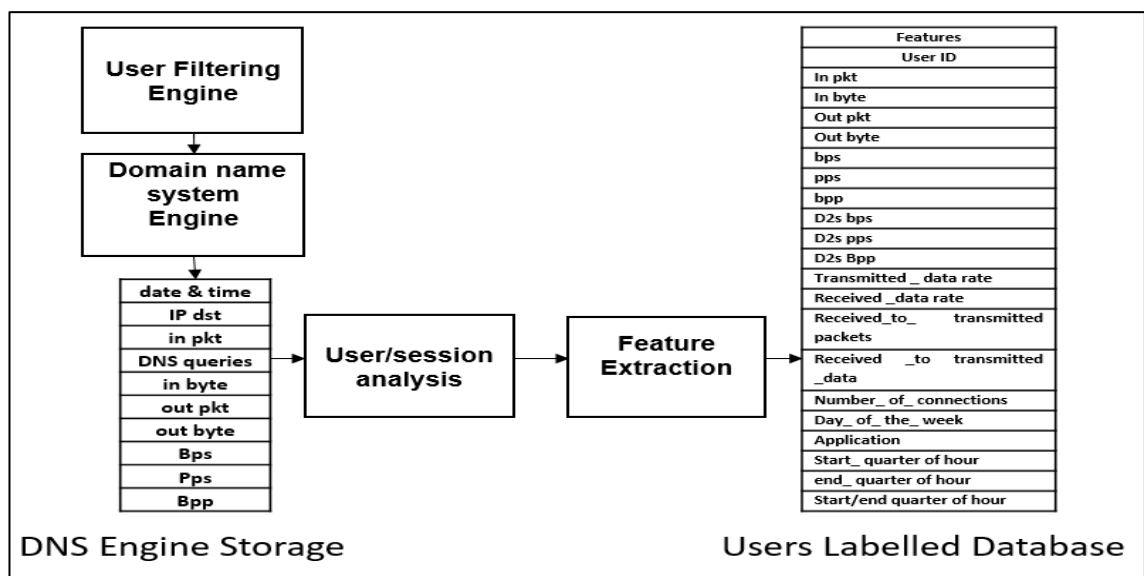 User Filtering
Engine
Domain name
system
Engine
date & time
IP dst
in pkt
DNS queries
in byte
out pkt
out byte
Bps
Pps
Bpp
DNS Engine Storage
User/session
analysis
Feature
Extraction
Features
User ID
In pkt
In byte
Out pkt
Out byte
bps
pps
bpp
D2s bps
D2s pps
D2s Bpp
Transmitted _ data rate
Received _data rate
Received_to_ transmitted
packets
Received _to transmitted
_data
Number_ of_ connections
Day_ of_ the_ week
Application
Start_ quarter of hour
end_ quarter of hour
Start/end quarter of hour
Users Labelled Database